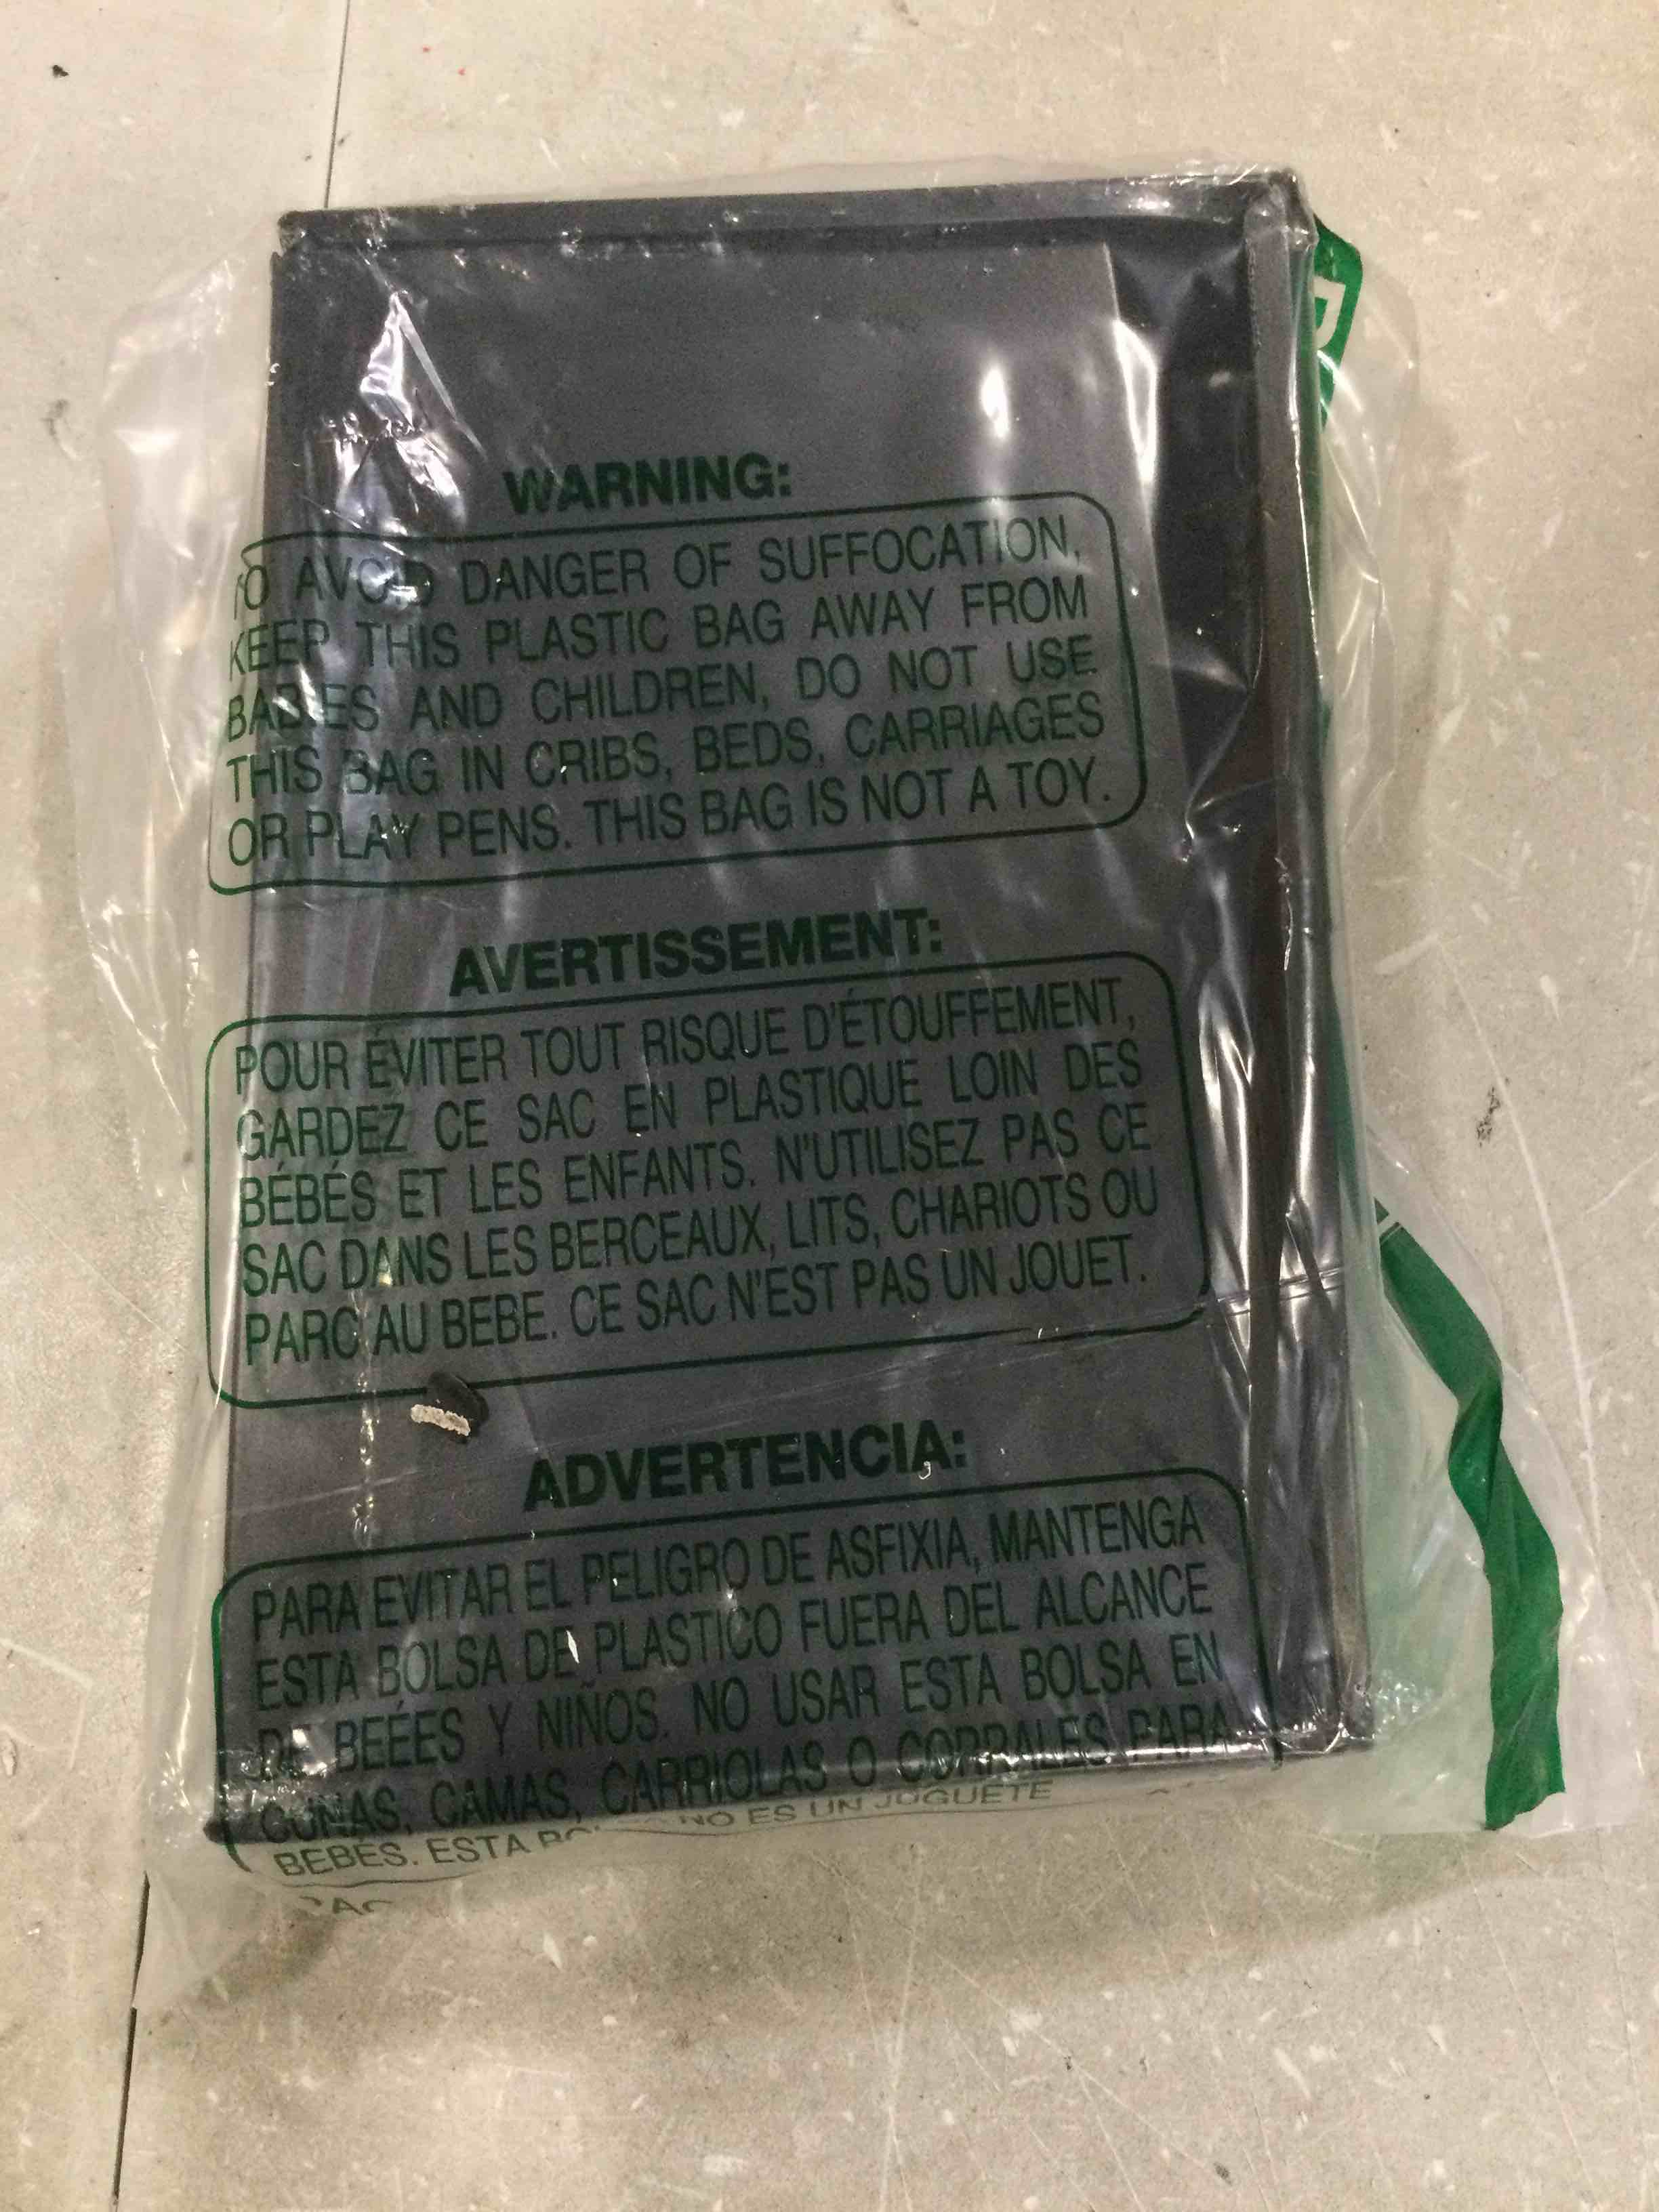 WARNING:
TO AVOID DANGER OF SUFFOCATION,
KEEP THIS PLASTIC BAG AWAY FROM
BABIES AND CHILDREN, DO NOT USE
THIS BAG IN CRIBS, BEDS, CARRIAGES
OR PLAY PENS. THIS BAG IS NOT A TOY.
AVERTISSEMENT:
POUR ÉVITER TOUT RISQUE D'ÉTOUFFEMENT,
GARDEZ CE SAC EN PLASTIQUE LOIN DES
BÉBÉS ET LES ENFANTS. N'UTILISEZ PAS CE
SAC DANS LES BERCEAUX, LITS, CHARIOTS OU
PARC AU BEBE. CE SAC N'EST PAS UN JOUET.
ADVERTENCIA:
PARA EVITAR EL PELIGRO DE ASFIXIA, MANTENGA
ESTA BOLSA DE PLASTICO FUERA DEL ALCANCE
DE BEÉES Y NIÑOS. NO USAR ESTA BOLSA EN
CUNAS, CAMAS, CARRIOLAS O CORRALES PARA
BEBÉS. ESTA NO ES UN JUGUETE